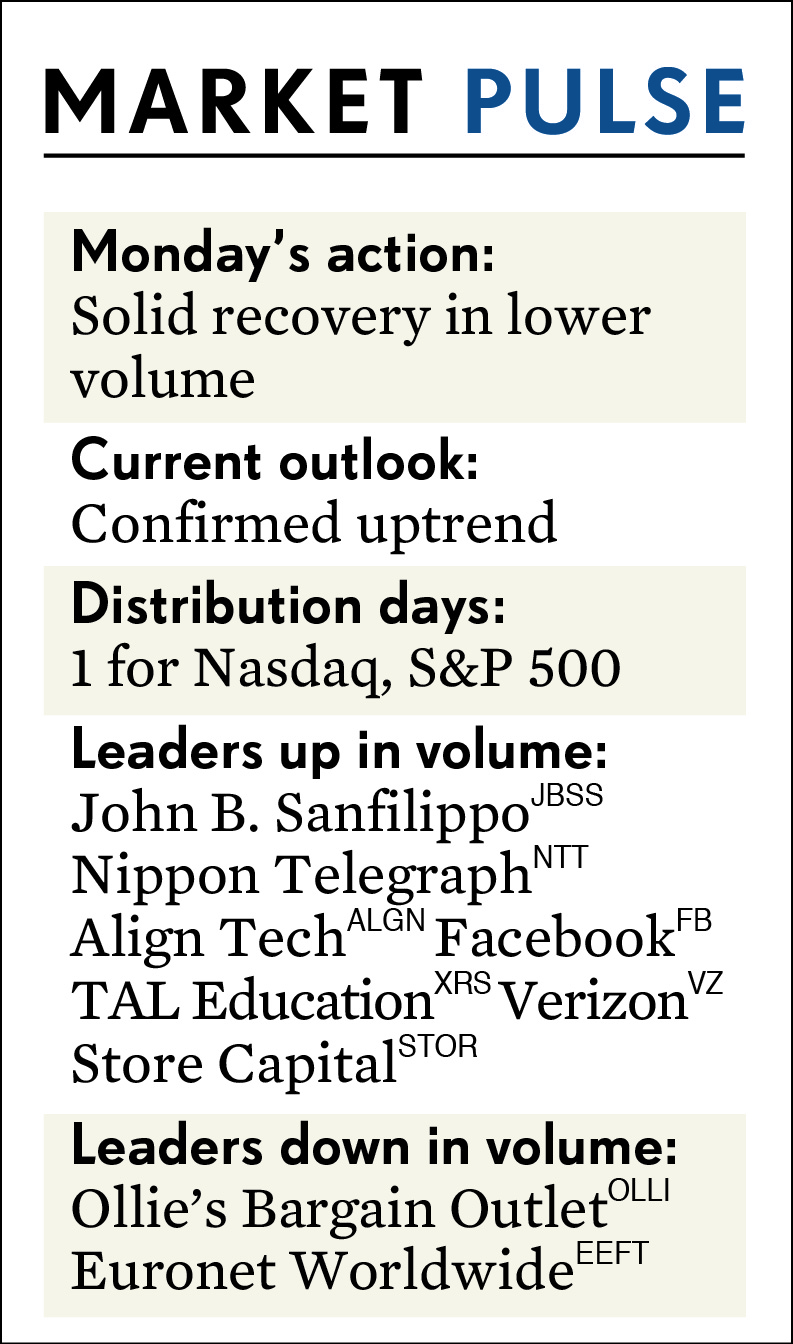 MARKET PULSE
Monday’s action:
Solid recovery in lower
volume
Current outlook:
Confirmed uptrend
Distribution days:
1 for Nasdaq, S&P 500
Leaders up in volume:
John B. Sanfilippo JBSS
Nippon Telegraph NTT
Align Tech ALGN Facebook FB
TAL Education XRS Verizon VZ
Store Capital STOR
Leaders down in volume:
Ollie’s Bargain Outlet OLLI
Euronet Worldwide EEFT